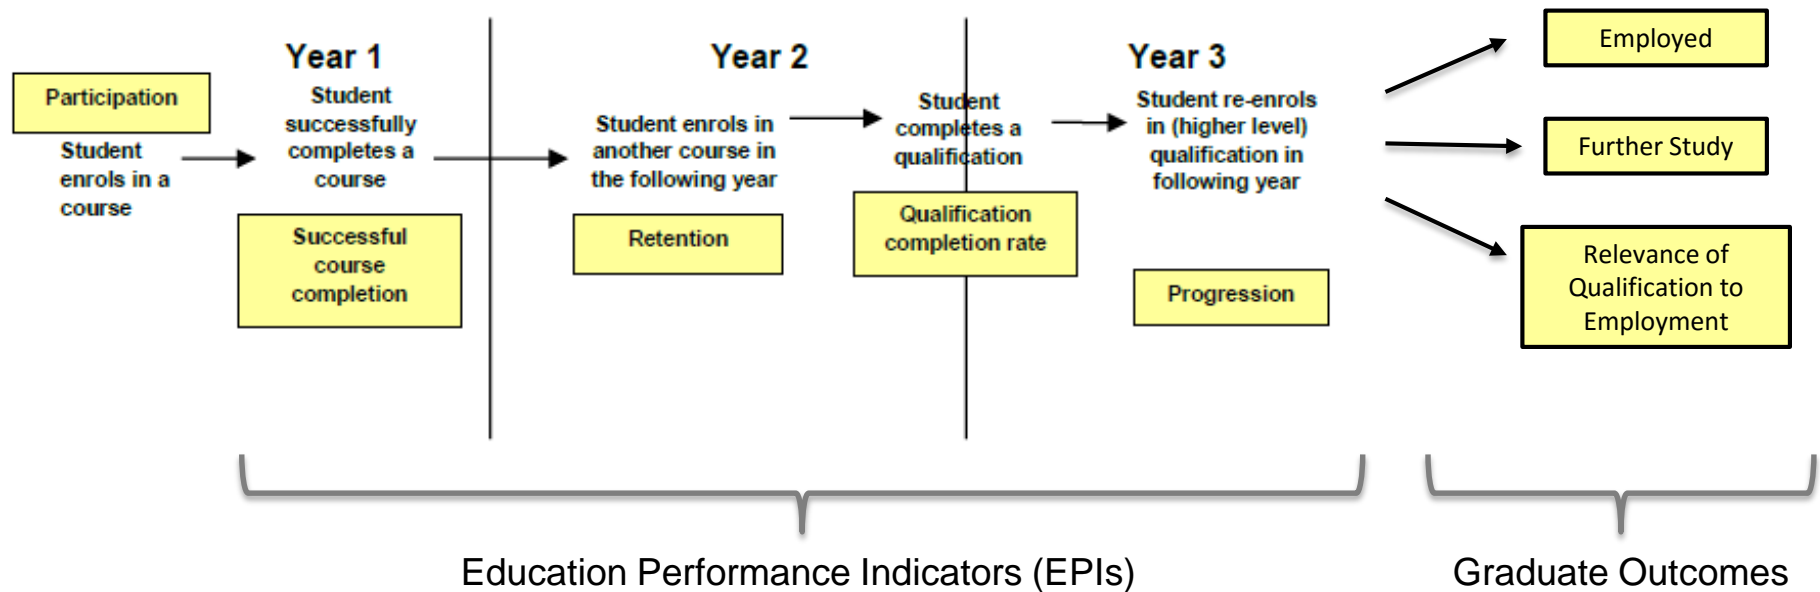 Participation
Student
enrols in a
course
Year 1
Student
successfully
completes a
course
Successful
course
completion
Year 2
Student enrols in
another course in
the following year
Retention
Student
completes a
qualification
Qualification
completion rate
Year 3
Student re-enrols
in (higher level)
qualification in
following year
Progression
Employed
Further Study
Relevance of
Qualification to
Employment
Education Performance Indicators (EPIs)
Graduate Outcomes